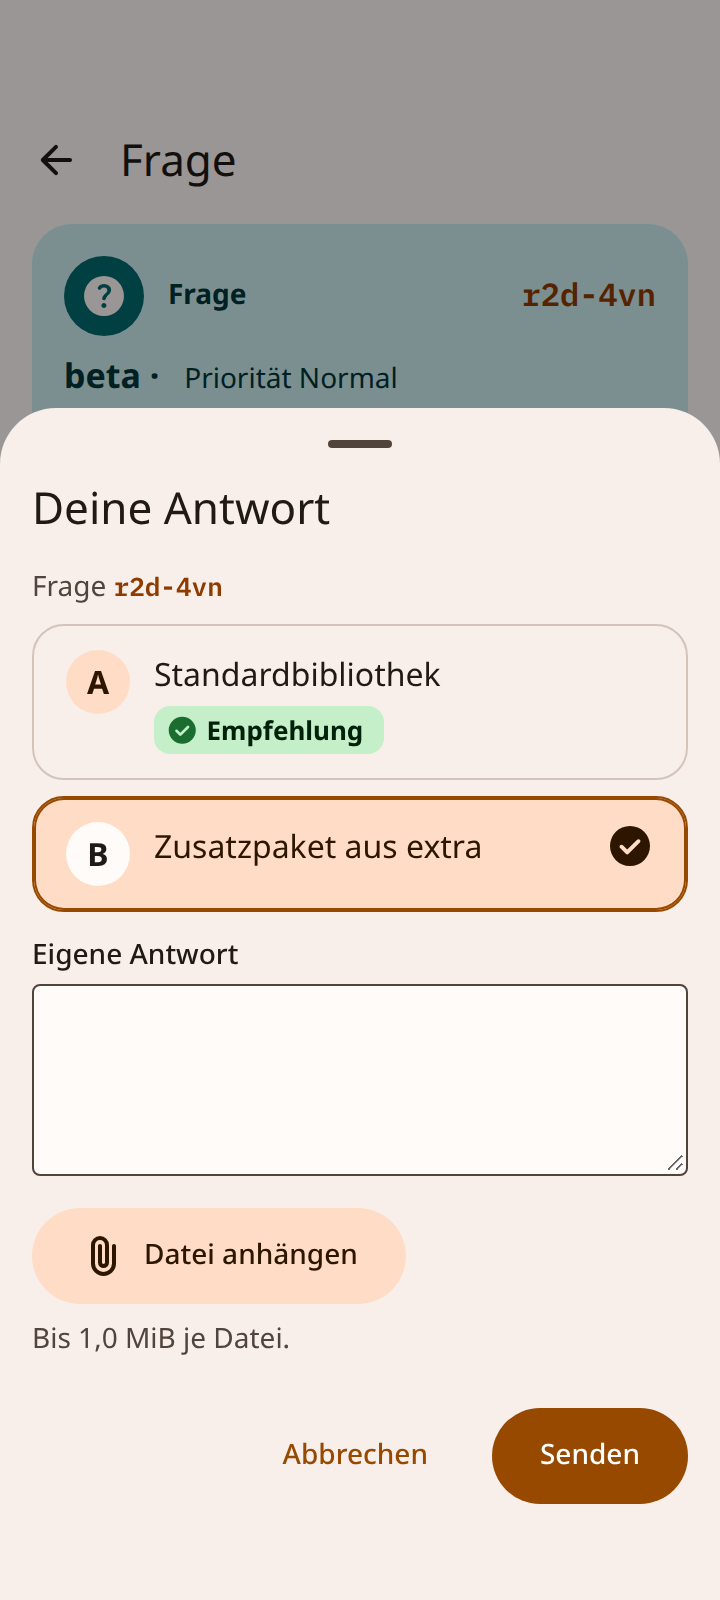 Frage
Frage r2d-4vn
beta · Priorität Normal
Deine Antwort
Frage r2d-4vn
A Standardbibliothek
Empfehlung
B Zusatzpaket aus extra
Eigene Antwort
Datei anhängen
Bis 1,0 MiB je Datei.
Abbrechen Senden